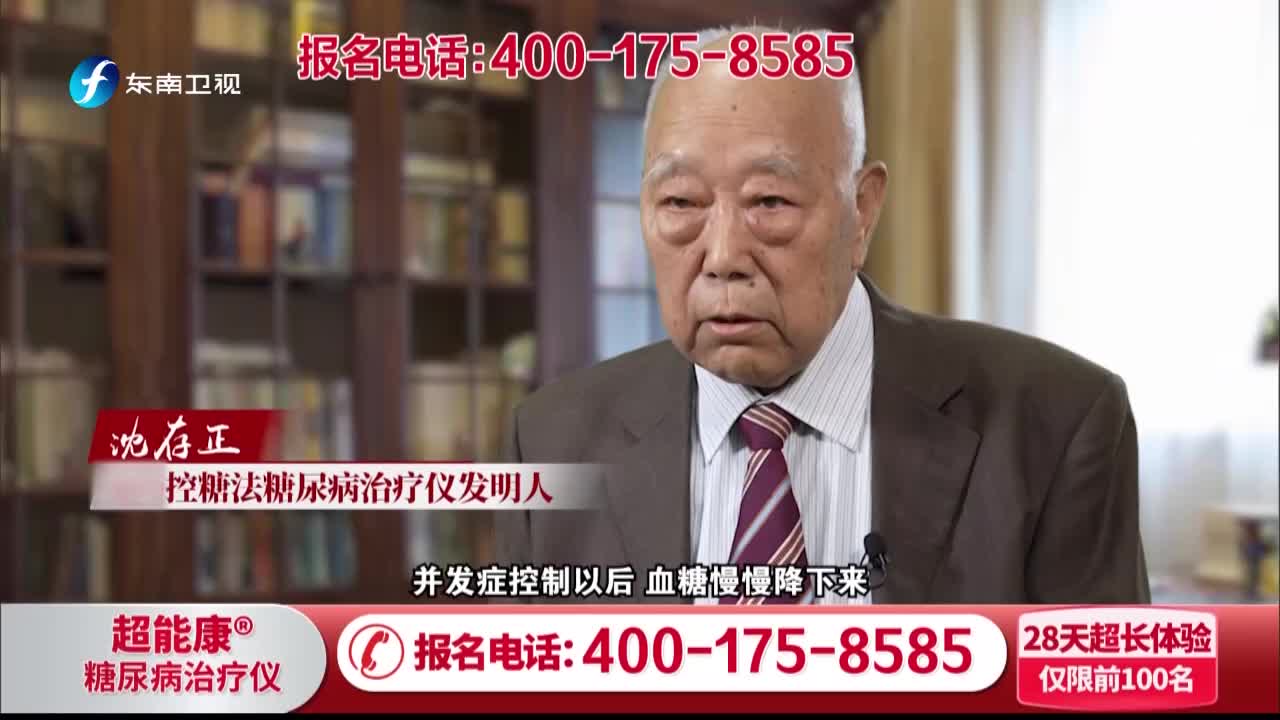 报名电话:400-175-8585
东南卫视
沈存正
控糖法糖尿病治疗仪发明人
并发症控制以后 血糖慢慢降下来
超能康®
糖尿病治疗仪
报名电话:400-175-8585
28天超长体验
仅限前100名